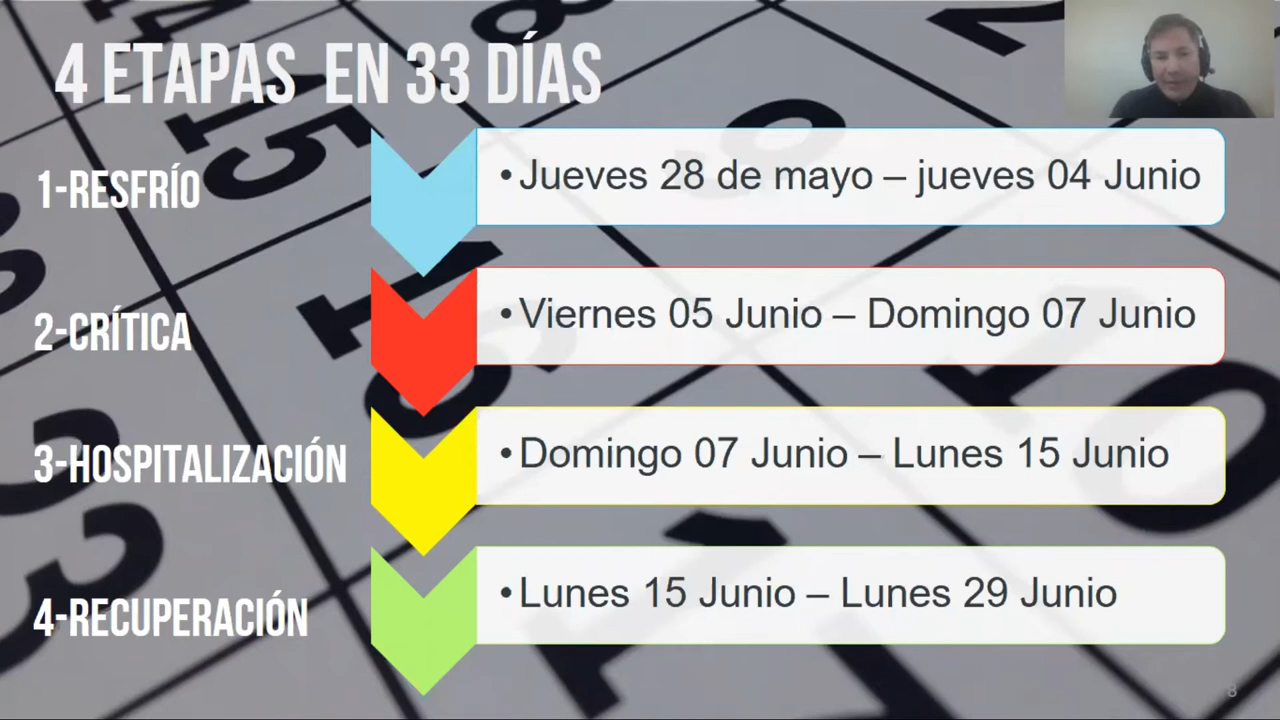 4 ETAPAS EN 33 DÍAS
1-RESFRÍO
•Jueves 28 de mayo – jueves 04 Junio
2-CRÍTICA
•Viernes 05 Junio – Domingo 07 Junio
3-HOSPITALIZACIÓN
•Domingo 07 Junio – Lunes 15 Junio
4-RECUPERACIÓN
•Lunes 15 Junio – Lunes 29 Junio
8